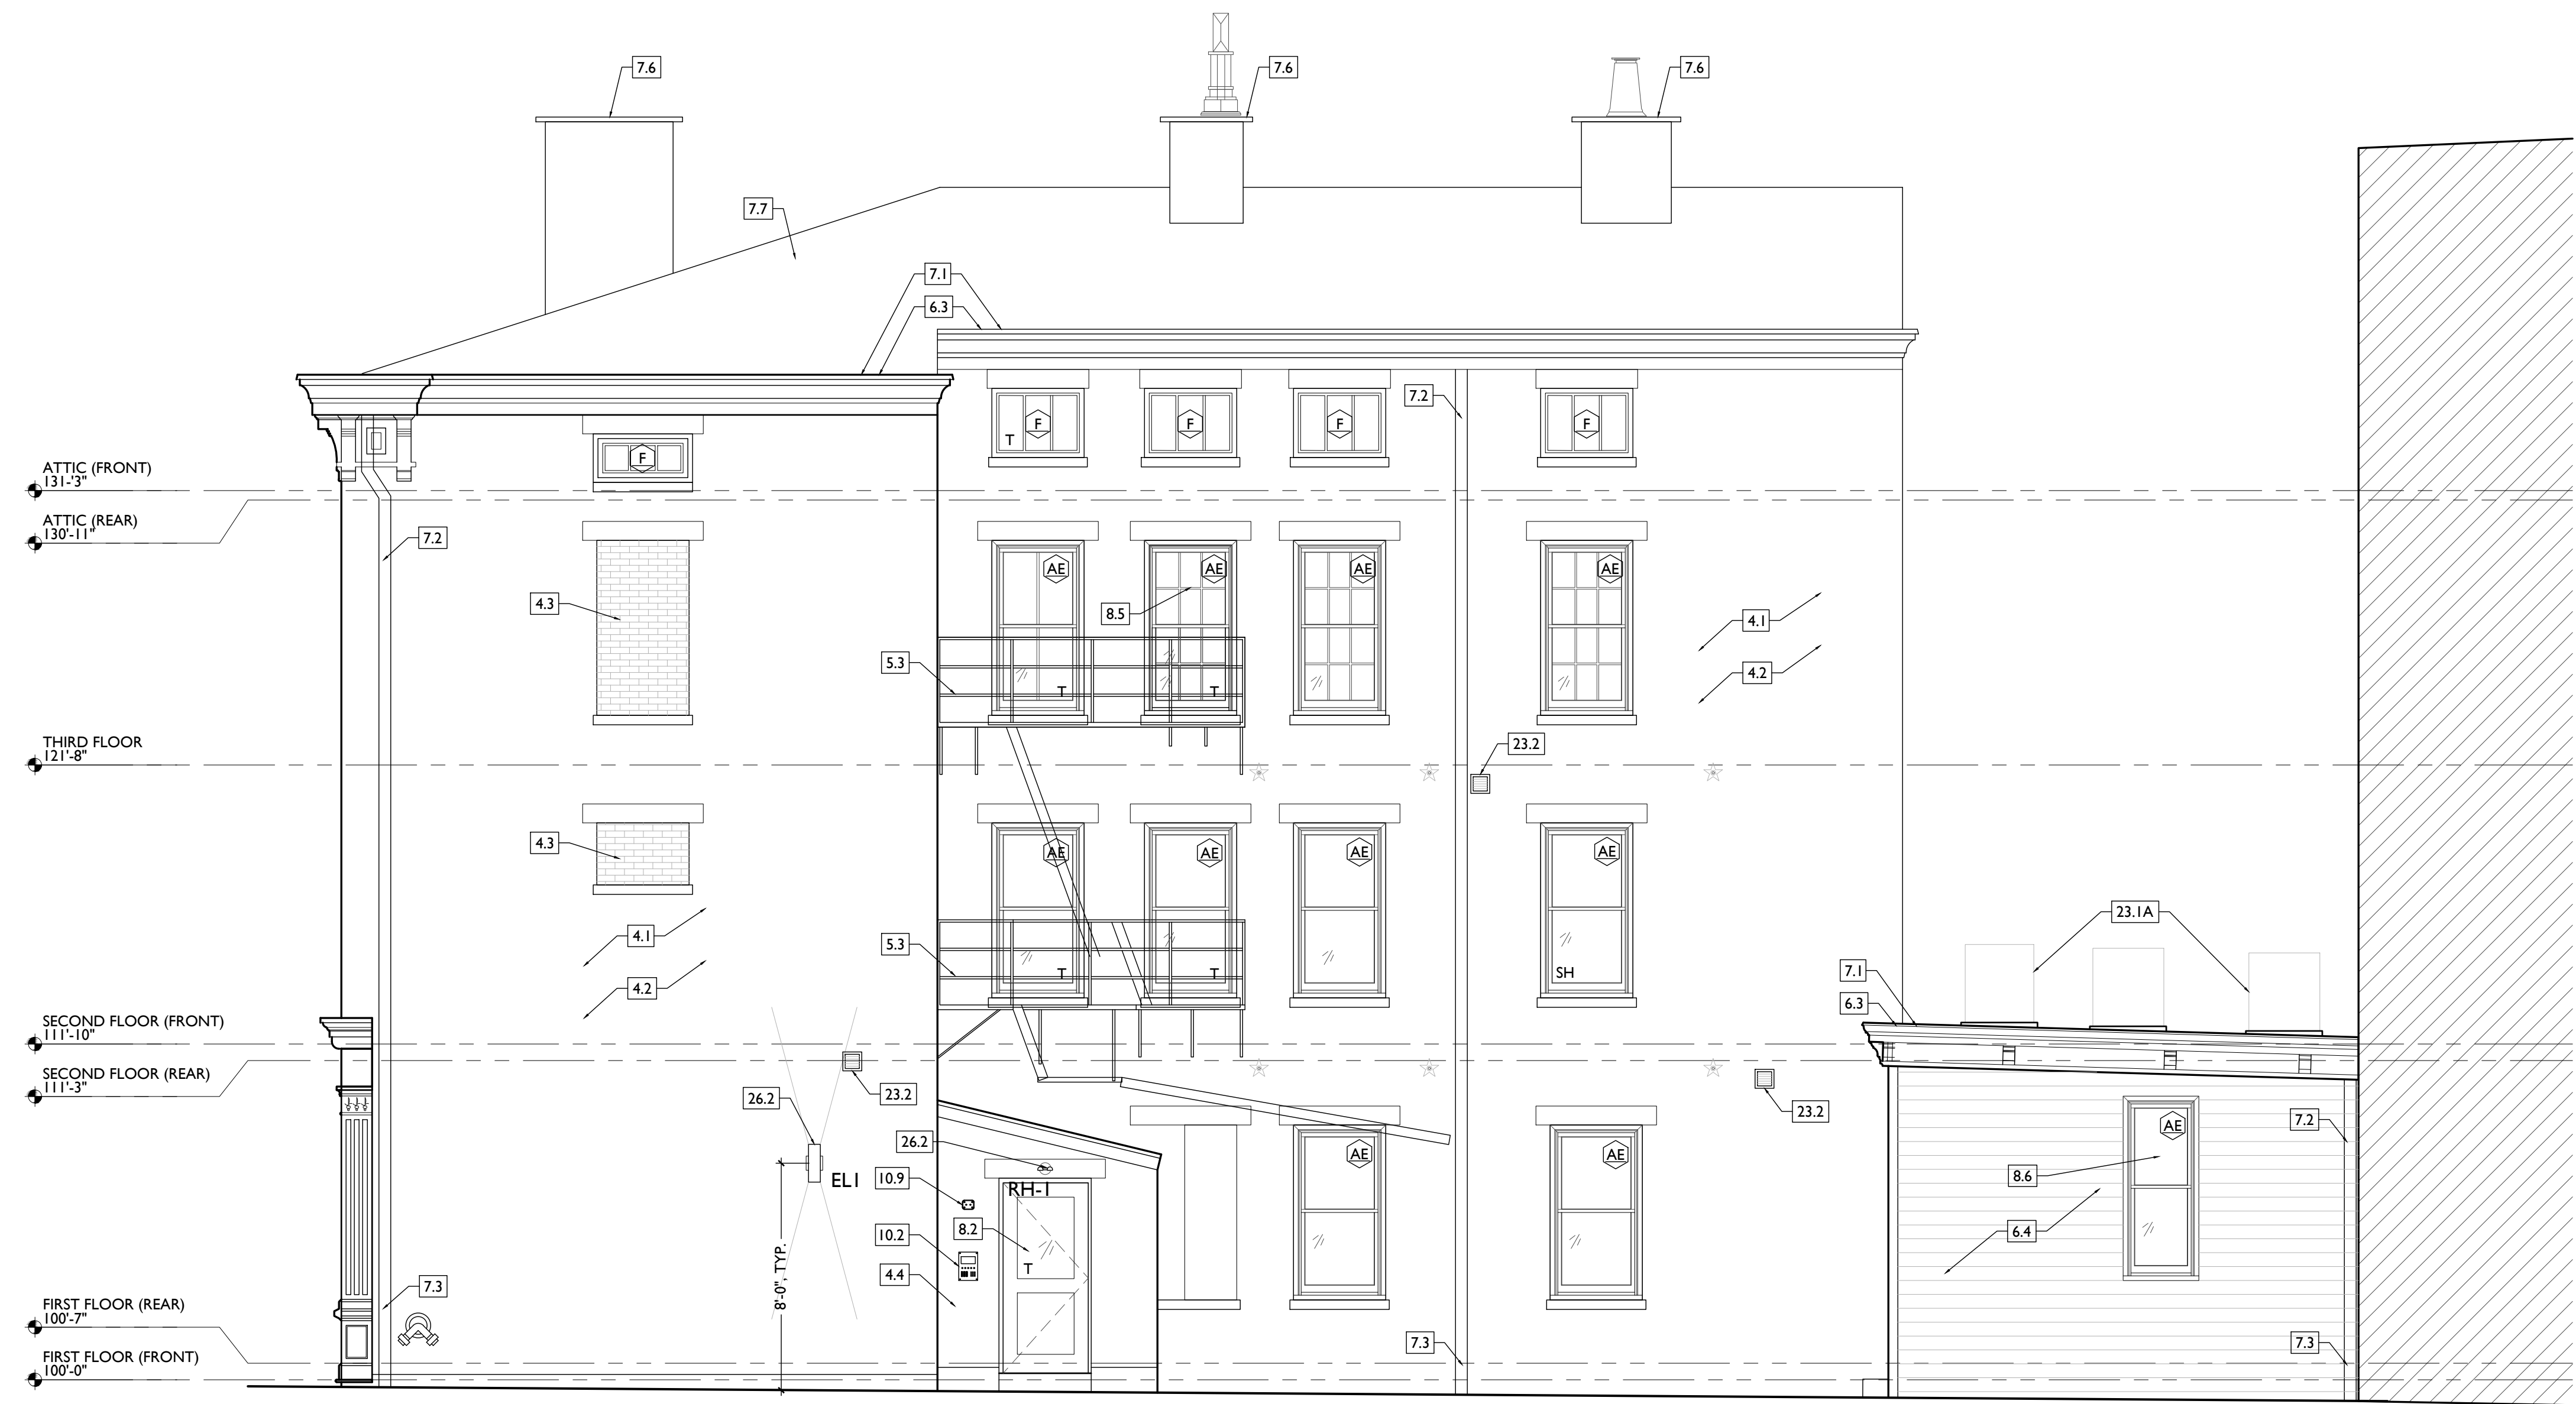 7.6
7.6
7.6
7.7
7.1
6.3
7.2
F
F
F
F
T
F
ATTIC (FRONT)
131-'3"
ATTIC (REAR)
130'-11"
7.2
AE
AE
AE
AE
4.3
8.5
4.1
5.3
4.2
T
T
THIRD FLOOR
121'-8"
23.2
4.3
AE
AE
AE
AE
23.1A
4.1
5.3
T
T
SH
7.1
4.2
6.3
SECOND FLOOR (FRONT)
111'-10"
SECOND FLOOR (REAR)
111'-3"
26.2
23.2
23.2
7.2
AE
26.2
AE
AE
EL1
10.9
RH-1
8.6
8.2
10.2
6.4
T
4.4
8'-0", TYP.
7.3
FIRST FLOOR (REAR)
100'-7"
7.3
7.3
FIRST FLOOR (FRONT)
100'-0"